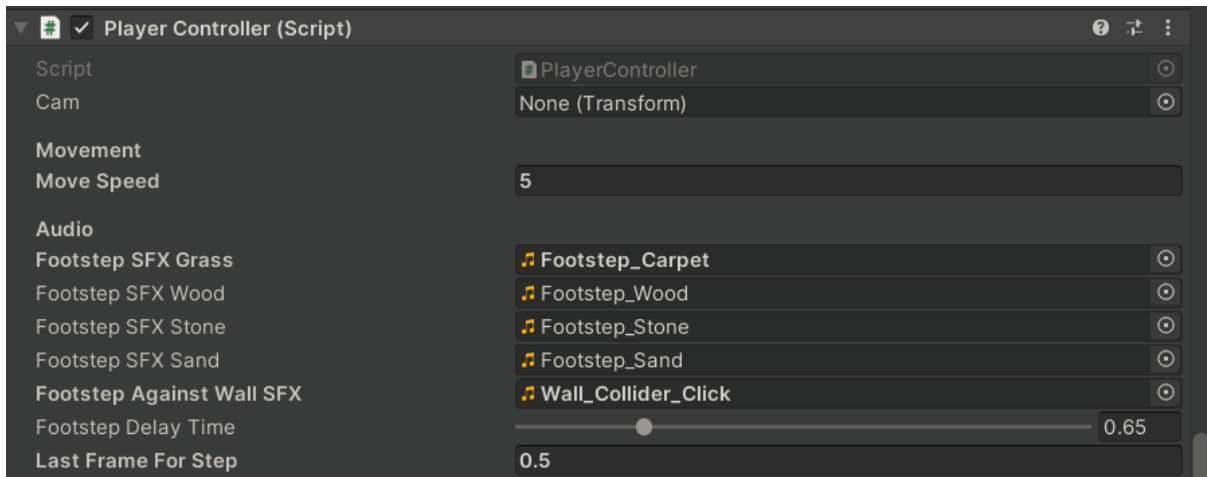 Player Controller (Script)
Script PlayerController
Cam None (Transform)
Movement
Move Speed 5
Audio
Footstep SFX Grass Footstep_Carpet
Footstep SFX Wood Footstep_Wood
Footstep SFX Stone Footstep_Stone
Footstep SFX Sand Footstep_Sand
Footstep Against Wall SFX Wall_Collider_Click
Footstep Delay Time 0.65
Last Frame For Step 0.5